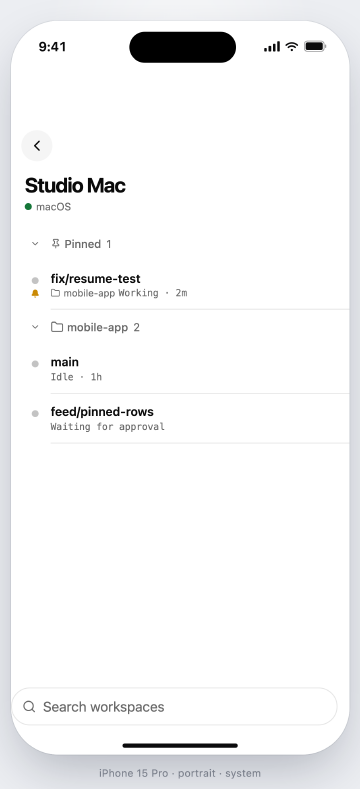 9:41
Studio Mac
macOS
Pinned 1
fix/resume-test
mobile-app Working · 2m
mobile-app 2
main
Idle · 1h
feed/pinned-rows
Waiting for approval
Search workspaces
iPhone 15 Pro · portrait · system